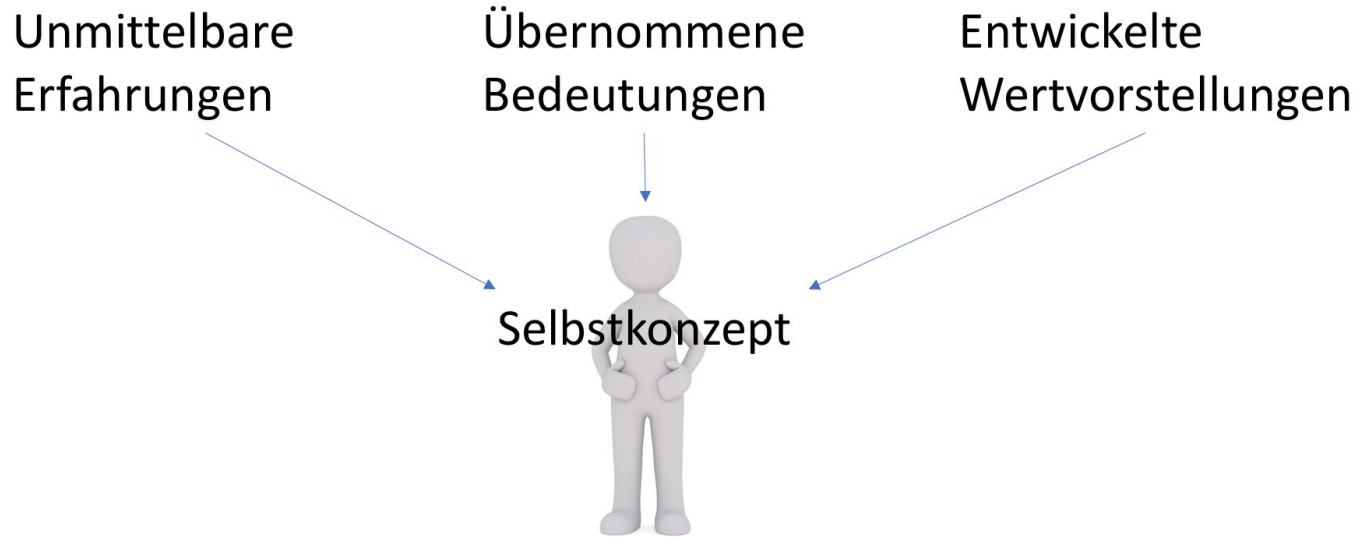 Unmittelbare
Erfahrungen
Übernommene
Bedeutungen
Entwickelte
Wertvorstellungen
Selbstkonzept